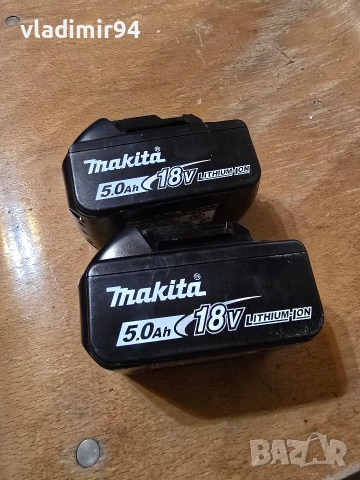 vladimir94
makita
5.0Ah 18V LITHIUM-ION
makita
5.0Ah 18V LITHIUM-ION
BAZAR